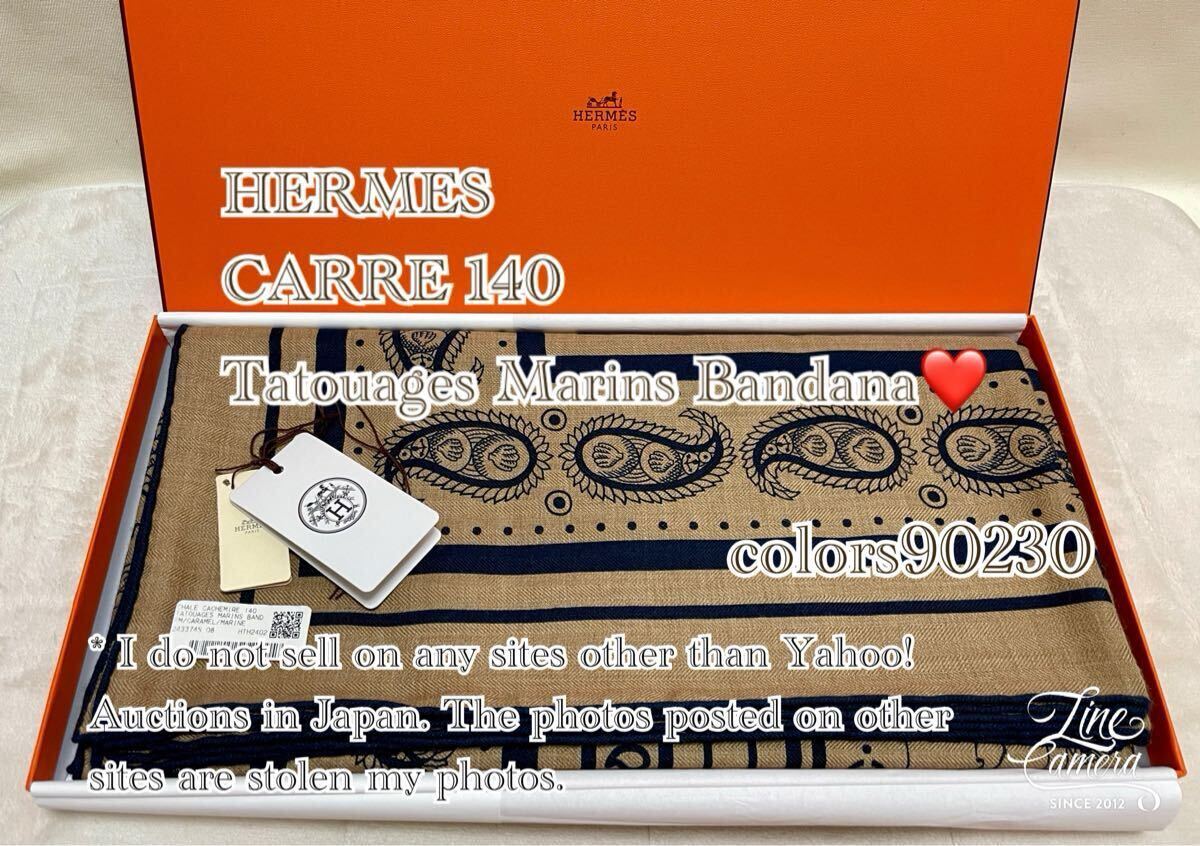 HERMÈS
PARIS
HERMES
CARRE 140
Tatouages Marins Bandana❤️
H
HERMÈS
PARIS
colors90230
CHALE CACHEMIRE 140
TATOUAGES MARINS BAND
/CARAMEL/MARINE
08 HTH2402
* I do not sell on any sites other than Yahoo!
Auctions in Japan. The photos posted on other
sites are stolen my photos.
Line
Camera
SINCE 2012